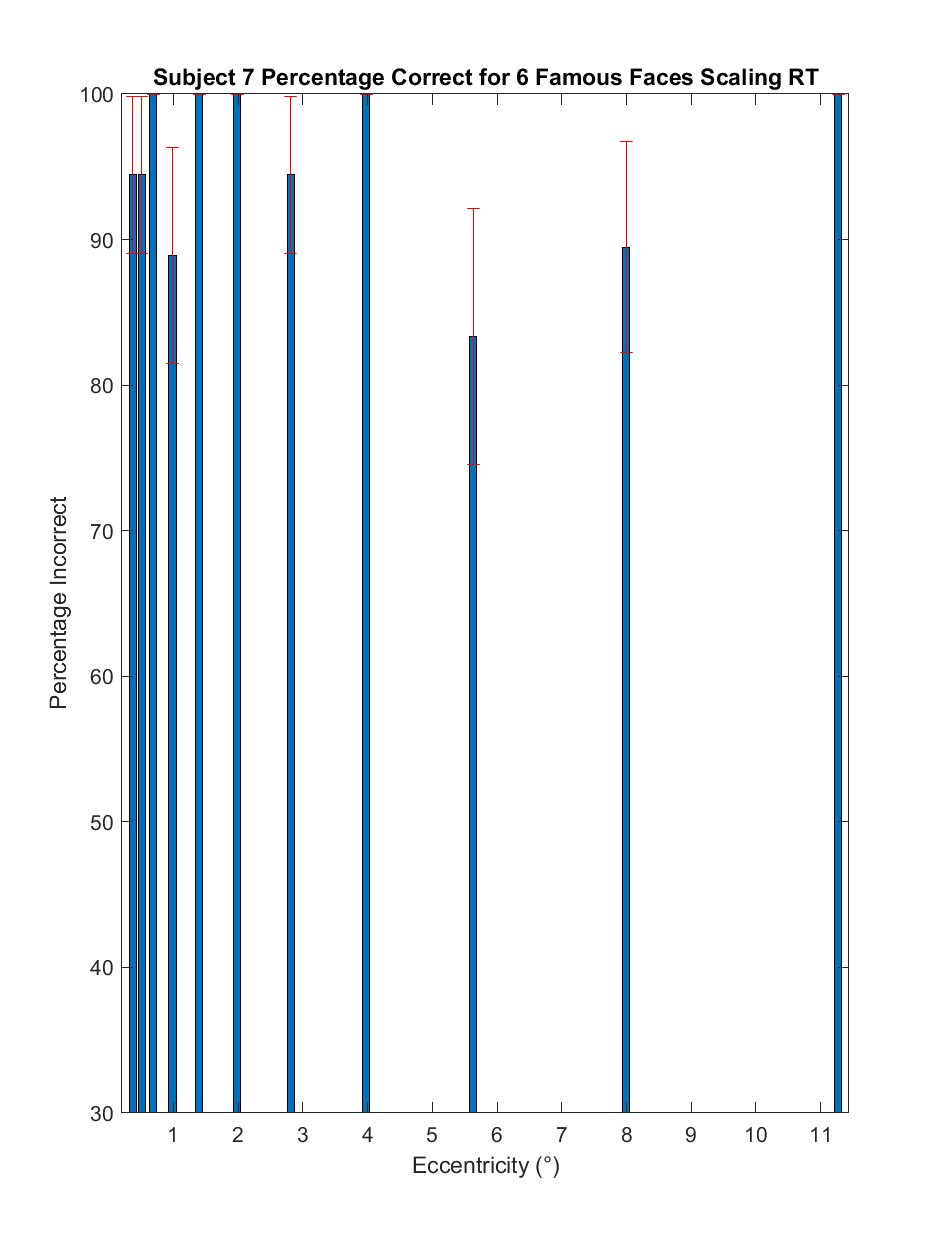 Subject 7 Percentage Correct for 6 Famous Faces Scaling RT
100
90
80
70
60
50
40
30
Percentage Incorrect
1 2 3 4 5 6 7 8 9 10 11
Eccentricity (°)